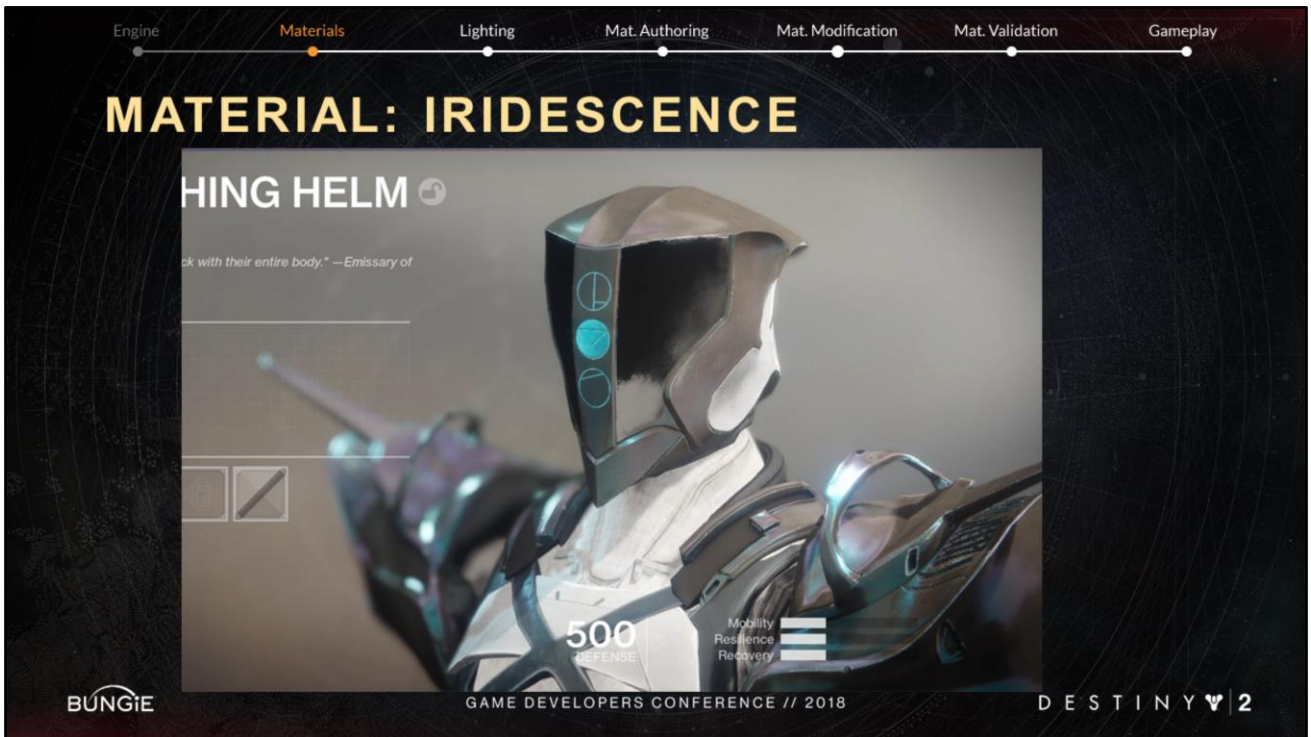 Engine Materials Lighting Mat. Authoring Mat. Modification Mat. Validation Gameplay
MATERIAL: IRIDESCENCE
HING HELM
ck with their entire body." —Emissary of
500
DEFENSE
Mobility
Resilience
Recovery
BUNGiE GAME DEVELOPERS CONFERENCE // 2018 DESTINY 2